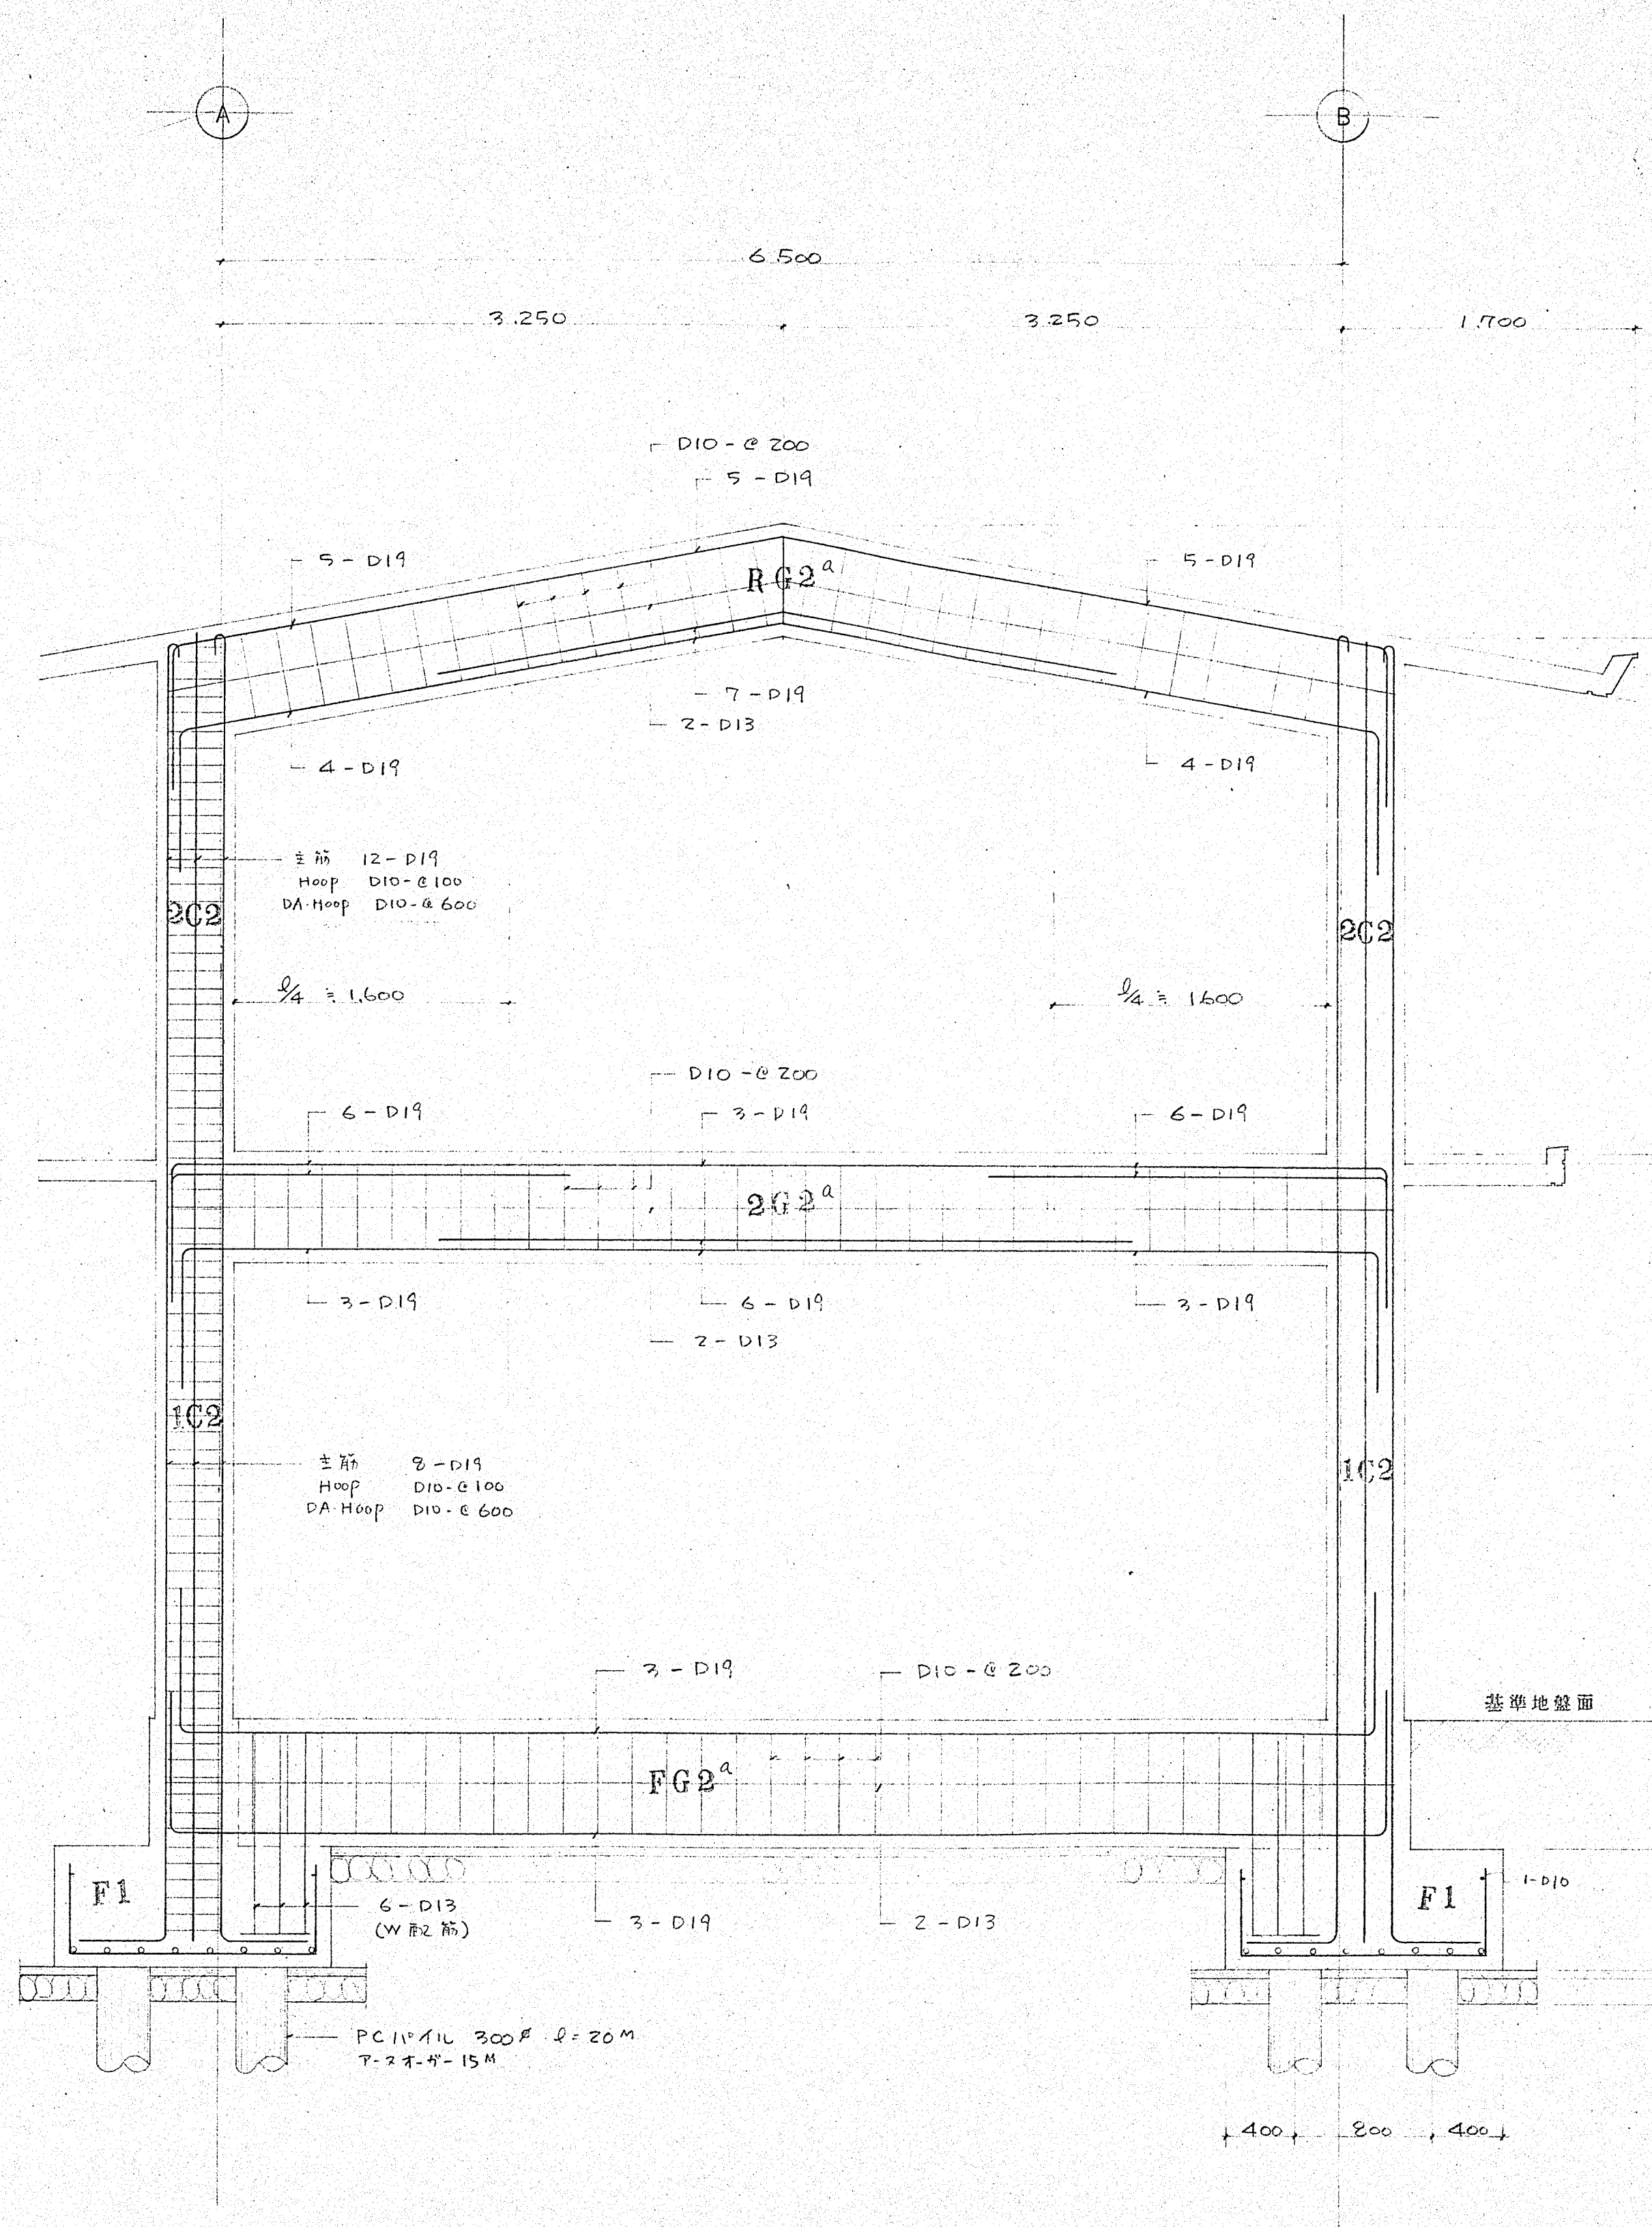 A
B
6.500
3.250
3.250
1.700
D10-@200
5-D19
5-D19
5-D19
RG2a
7-D19
2-D13
4-D19
4-D19
主筋 12-D19
Hoop D10-@100
DA·Hoop D10-@600
2C2
2C2
l/4 ≒ 1.600
l/4 ≒ 1600
D10-@200
6-D19
3-D19
6-D19
2G2a
3-D19
6-D19
3-D19
2-D13
1C2
主筋 8-D19
Hoop D10-@100
DA·Hoop D10-@600
1C2
3-D19
D10-@200
基準地盤面
FG2a
F1
6-D13
(W配筋)
3-D19
2-D13
F1
1-D10
PCパイル 300φ l=20M
アースオーガー15M
400
800
400